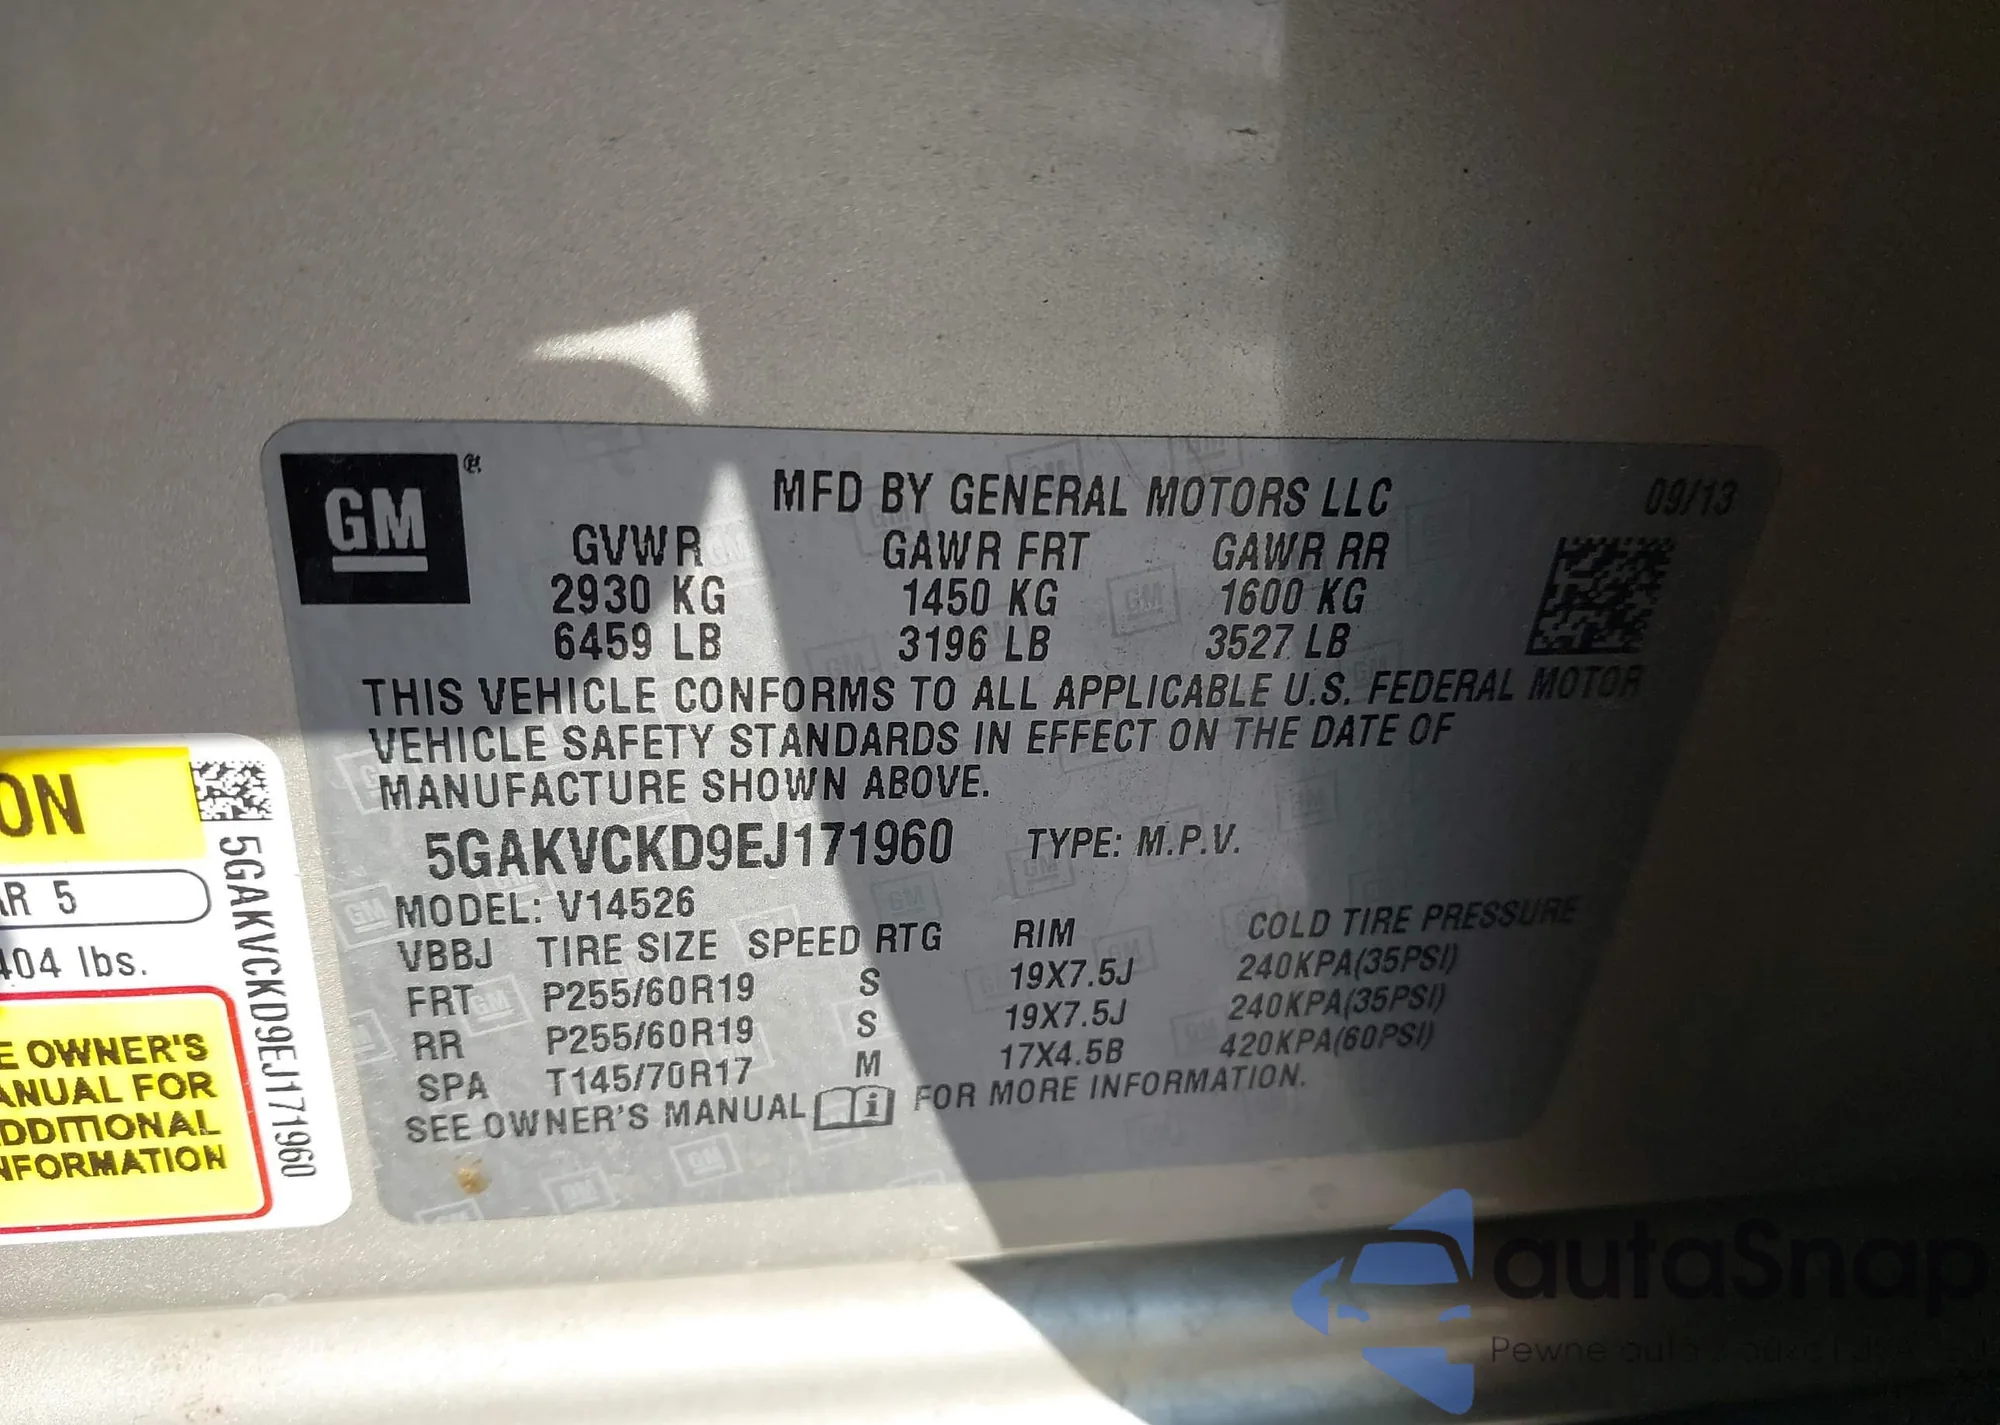 GM®
MFD BY GENERAL MOTORS LLC 09/13
GVWR GAWR FRT GAWR RR
2930 KG 1450 KG 1600 KG
6459 LB 3196 LB 3527 LB
THIS VEHICLE CONFORMS TO ALL APPLICABLE U.S. FEDERAL MOTOR
VEHICLE SAFETY STANDARDS IN EFFECT ON THE DATE OF
MANUFACTURE SHOWN ABOVE.
5GAKVCKD9EJ171960 TYPE: M.P.V.
MODEL: V14526
VBBJ TIRE SIZE SPEED RTG RIM COLD TIRE PRESSURE
FRT P255/60R19 S 19X7.5J 240KPA(35PSI)
RR P255/60R19 S 19X7.5J 240KPA(35PSI)
SPA T145/70R17 M 17X4.5B 420KPA(60PSI)
SEE OWNER'S MANUAL FOR MORE INFORMATION.
ON
AR 5
404 lbs.
E OWNER'S
ANUAL FOR
DDITIONAL
NFORMATION
5GAKVCKD9EJ171960
autaSnap
Pewne auta z